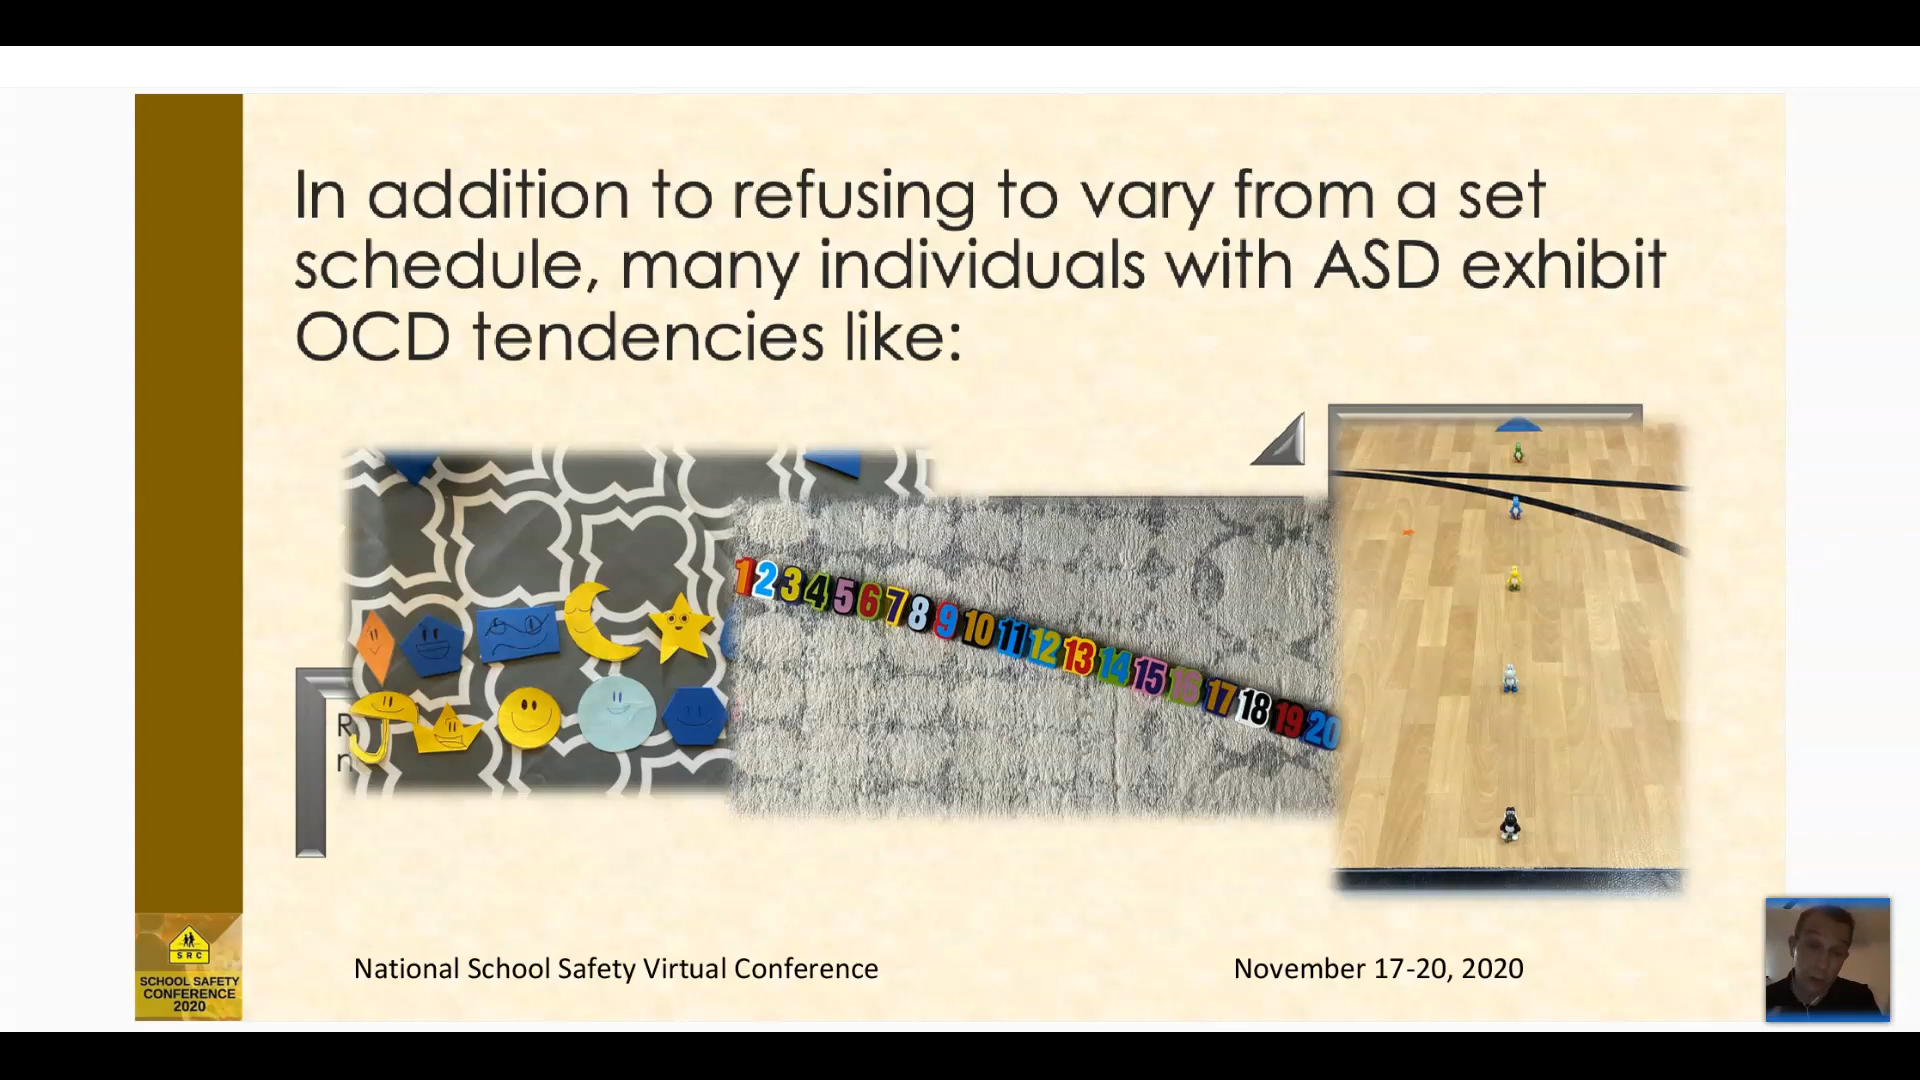 In addition to refusing to vary from a set
schedule, many individuals with ASD exhibit
OCD tendencies like:
1 2 3 4 5 6 7 8 9 10 11 12 13 14 15 16 17 18 19 20
R
n
SRC
SCHOOL SAFETY
CONFERENCE
2020
National School Safety Virtual Conference
November 17-20, 2020